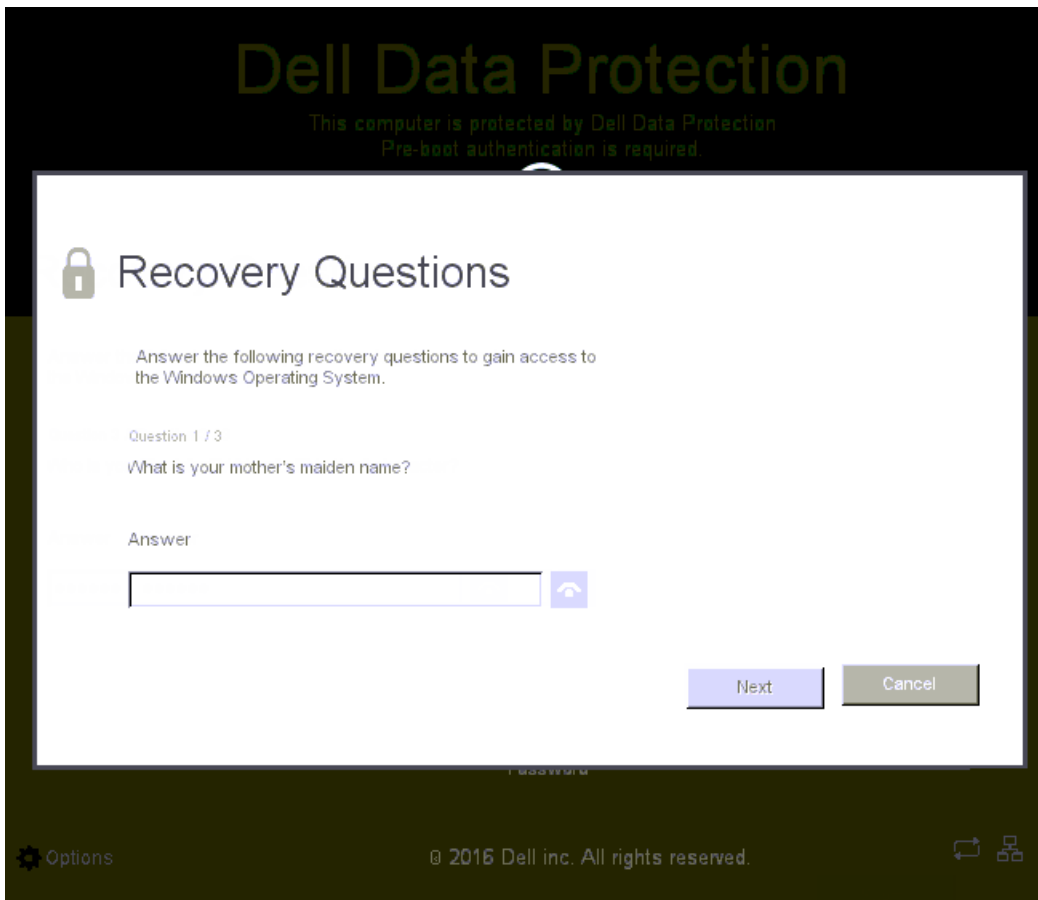 Dell Data Protection
This computer is protected by Dell Data Protection
Pre-boot authentication is required.
Recovery Questions
Answer the following recovery questions to gain access to
the Windows Operating System.
Question 1 / 3
What is your mother's maiden name?
Answer
Next
Cancel
Password
Options
© 2016 Dell inc. All rights reserved.